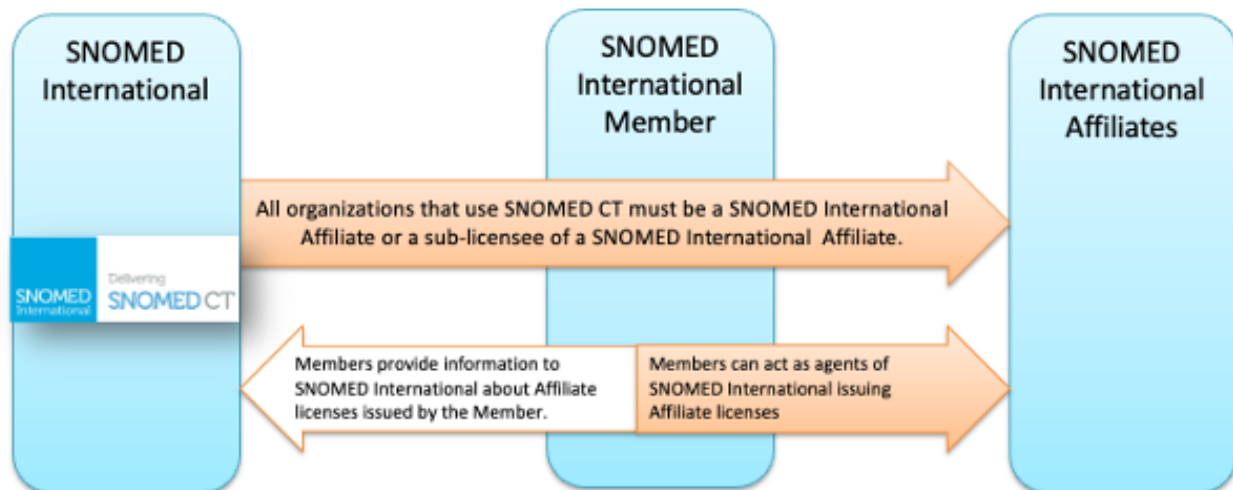 SNOMED
International
SNOMED
International
Member
SNOMED
International
Affiliates
All organizations that use SNOMED CT must be a SNOMED International
Affiliate or a sub-licensee of a SNOMED International Affiliate.
SNOMED
International
Delivering
SNOMED CT
Members provide information to
SNOMED International about Affiliate
licenses issued by the Member.
Members can act as agents of
SNOMED International issuing
Affiliate licenses